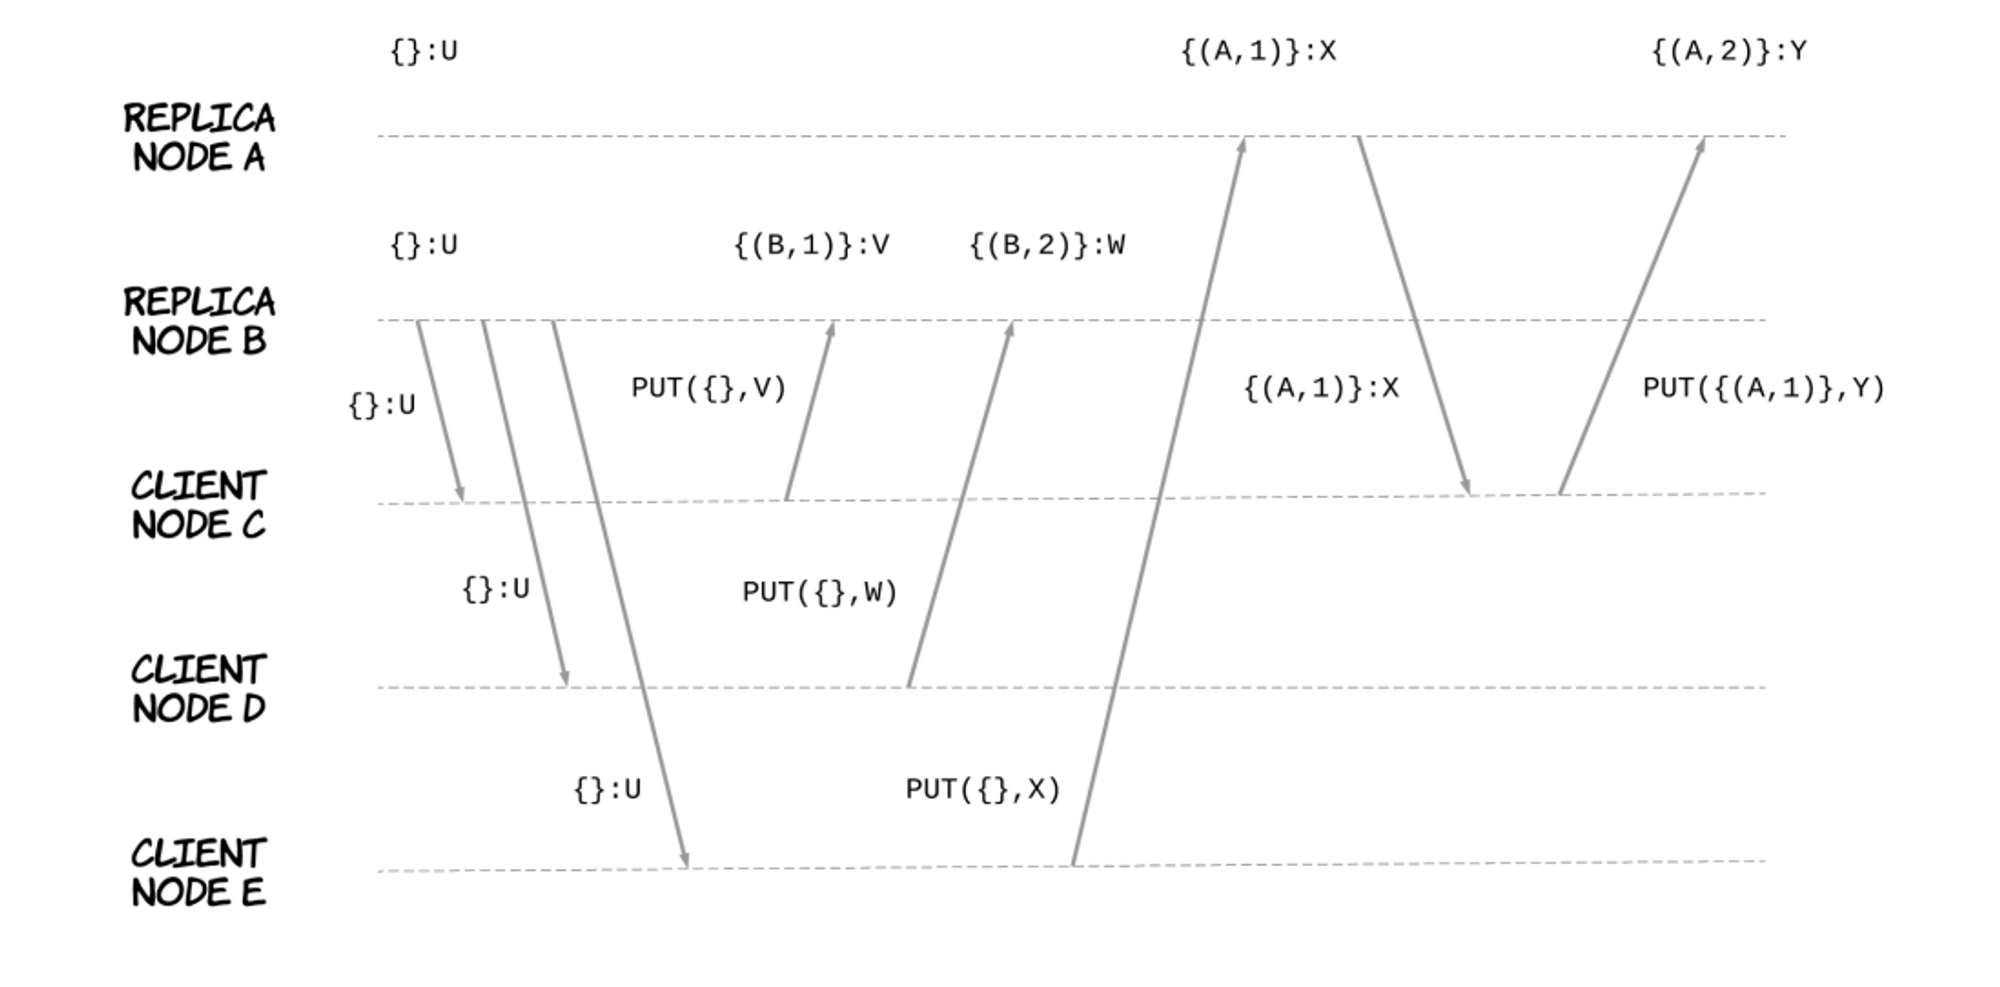 {}:U
{(A,1)}:X
{(A,2)}:Y
REPLICA
NODE A
{}:U
{(B,1)}:V
{(B,2)}:W
REPLICA
NODE B
{}:U
PUT({},V)
{(A,1)}:X
PUT({(A,1)},Y)
CLIENT
NODE C
{}:U
PUT({},W)
CLIENT
NODE D
{}:U
PUT({},X)
CLIENT
NODE E